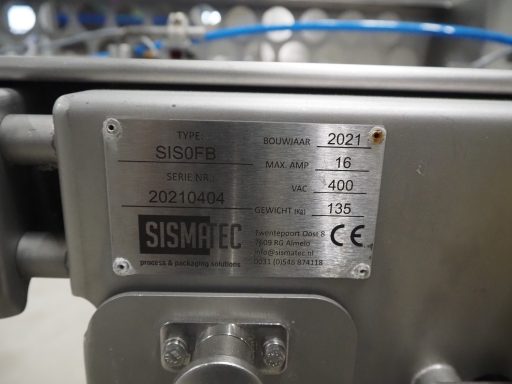 TYPE:
SIS0FB
SERIE NR.:
20210404
BOUWJAAR 2021
MAX. AMP 16
VAC 400
GEWICHT (Kg) 135
SISMATEC
process & packaging solutions
Twentepoort Oost 8
7609 RG Almelo
info@sismatec.nl
0031 (0)546 874118
CE